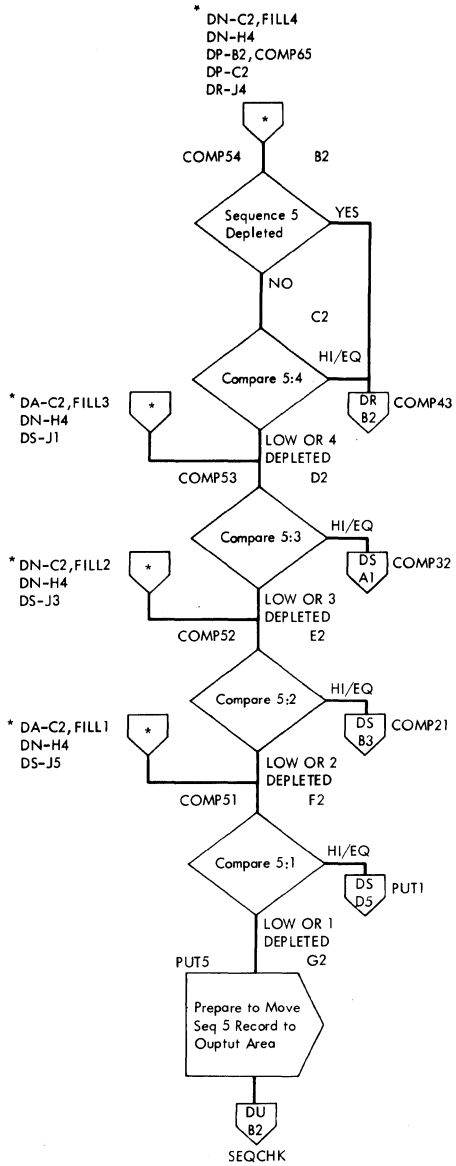 *
DN-C2,FILL4
DN-H4
DP-B2,COMP65
DP-C2
DR-J4
*
COMP54
B2
Sequence 5
Depleted
YES
NO
C2
Compare 5:4
HI/EQ
DR
B2
COMP43
* DA-C2,FILL3
DN-H4
DS-J1
*
LOW OR 4
DEPLETED
COMP53
D2
Compare 5:3
HI/EQ
DS
A1
COMP32
* DN-C2,FILL2
DN-H4
DS-J3
*
LOW OR 3
DEPLETED
COMP52
E2
Compare 5:2
HI/EQ
DS
B3
COMP21
* DA-C2,FILL1
DN-H4
DS-J5
*
LOW OR 2
DEPLETED
COMP51
F2
Compare 5:1
HI/EQ
DS
D5
PUT1
LOW OR 1
DEPLETED
PUT5
G2
Prepare to Move
Seq 5 Record to
Ouptut Area
DU
B2
SEQCHK